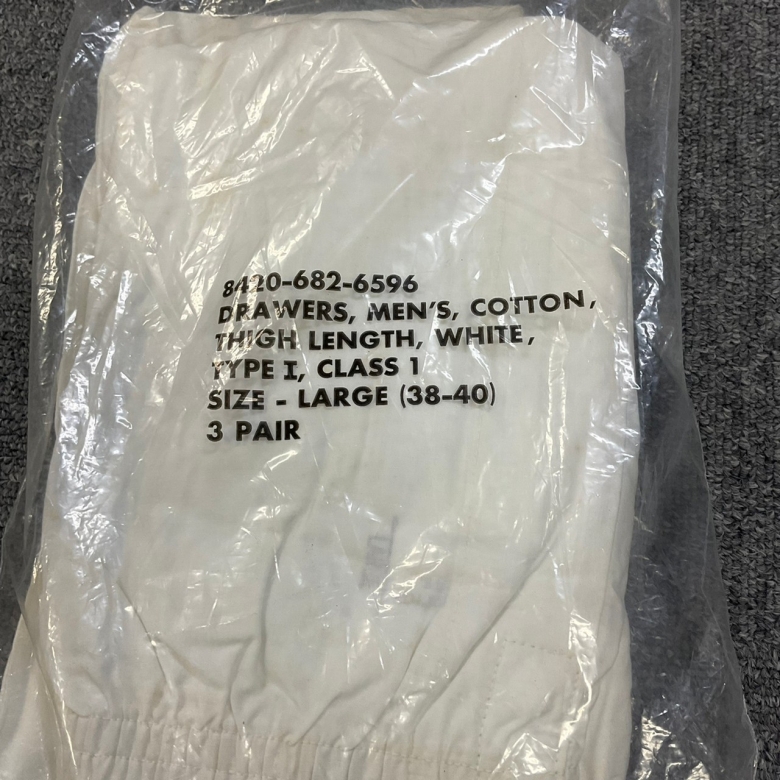 8420-682-6596
DRAWERS, MEN'S, COTTON,
THIGH LENGTH, WHITE,
TYPE I, CLASS 1
SIZE - LARGE (38-40)
3 PAIR